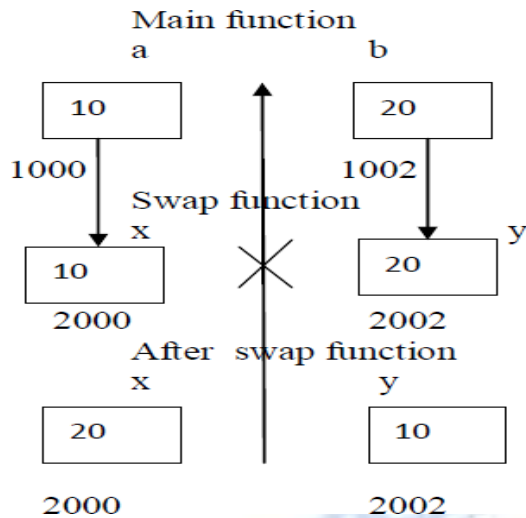 Main function
a b
10 20
1000 1002
Swap function
x y
10 20
2000 2002
After swap function
x y
20 10
2000 2002